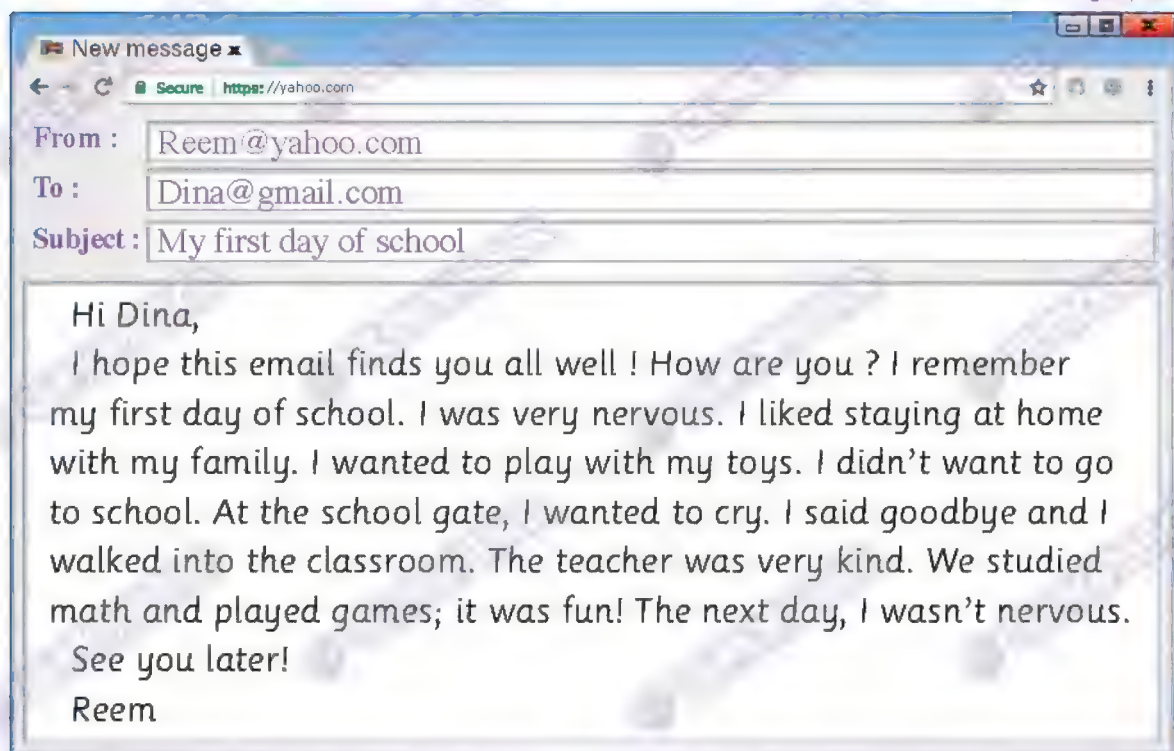 New message x
Secure https://yahoo.com
From : Reem@yahoo.com
To : Dina@gmail.com
Subject : My first day of school
Hi Dina,
I hope this email finds you all well ! How are you ? I remember
my first day of school. I was very nervous. I liked staying at home
with my family. I wanted to play with my toys. I didn't want to go
to school. At the school gate, I wanted to cry. I said goodbye and I
walked into the classroom. The teacher was very kind. We studied
math and played games; it was fun! The next day, I wasn't nervous.
See you later!
Reem